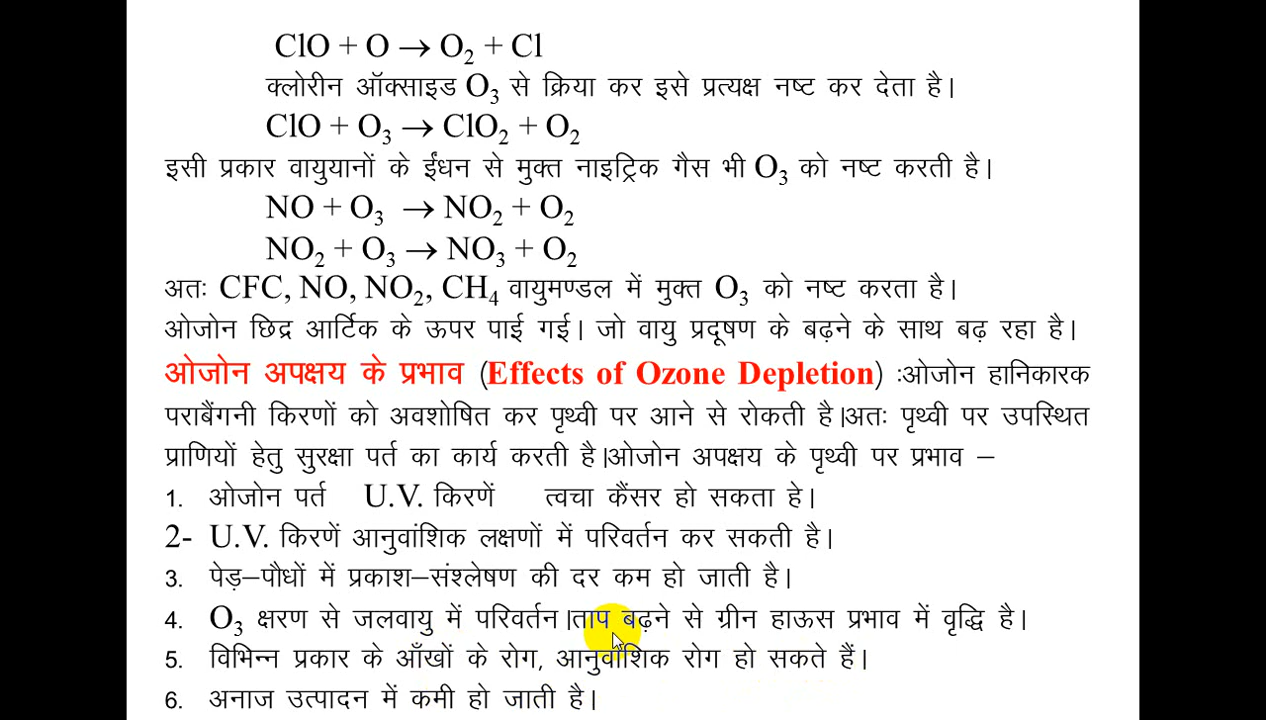 ClO + O → O₂ + Cl
क्लोरीन ऑक्साइड O₃ से क्रिया कर इसे प्रत्यक्ष नष्ट कर देता है।
ClO + O₃ → ClO₂ + O₂
इसी प्रकार वायुयानों के ईंधन से मुक्त नाइट्रिक गैस भी O₃ को नष्ट करती है।
NO + O₃ → NO₂ + O₂
NO₂ + O₃ → NO₃ + O₂
अतः CFC, NO, NO₂, CH₄ वायुमण्डल में मुक्त O₃ को नष्ट करता है।
ओजोन छिद्र आर्टिक के ऊपर पाई गई। जो वायु प्रदूषण के बढ़ने के साथ बढ़ रहा है।
ओजोन अपक्षय के प्रभाव (Effects of Ozone Depletion) :ओजोन हानिकारक
पराबैंगनी किरणों को अवशोषित कर पृथ्वी पर आने से रोकती है।अतः पृथ्वी पर उपस्थित
प्राणियों हेतु सुरक्षा पर्त का कार्य करती है।ओजोन अपक्षय के पृथ्वी पर प्रभाव –
1. ओजोन पर्त U.V. किरणें त्वचा कैंसर हो सकता हे।
2- U.V. किरणें आनुवांशिक लक्षणों में परिवर्तन कर सकती है।
3. पेड़–पौधों में प्रकाश–संश्लेषण की दर कम हो जाती है।
4. O₃ क्षरण से जलवायु में परिवर्तन।ताप बढ़ने से ग्रीन हाऊस प्रभाव में वृद्धि है।
5. विभिन्न प्रकार के आँखों के रोग, आनुवांशिक रोग हो सकते हैं।
6. अनाज उत्पादन में कमी हो जाती है।